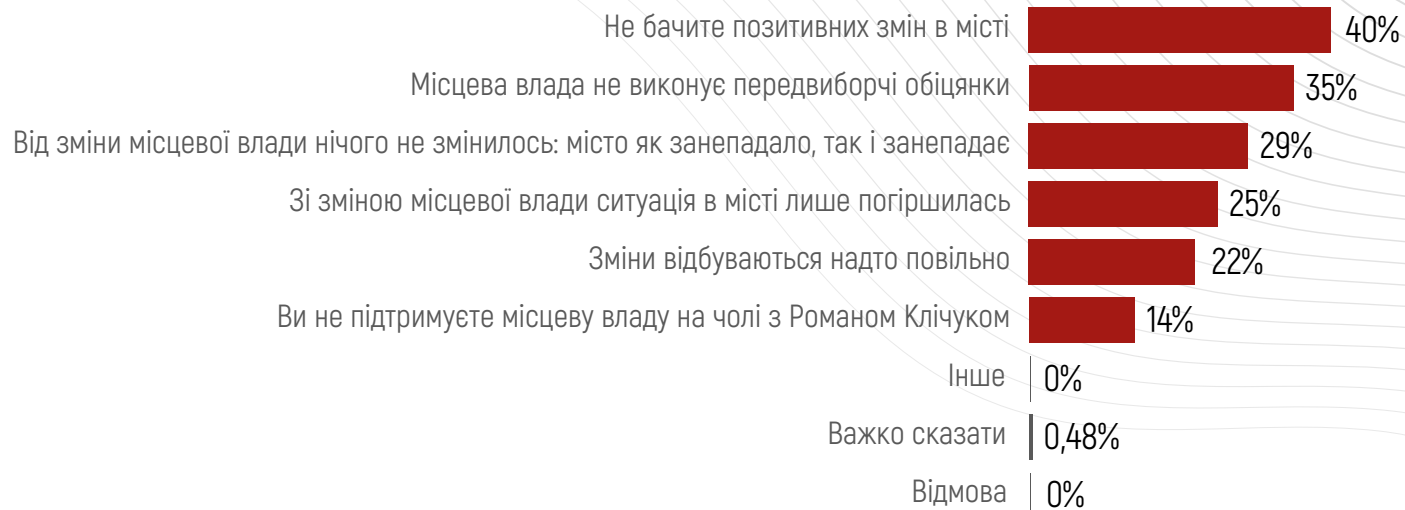 Не бачите позитивних змін в місті 40%
Місцева влада не виконує передвиборчі обіцянки 35%
Від зміни місцевої влади нічого не змінилось: місто як занепадало, так і занепадає 29%
Зі зміною місцевої влади ситуація в місті лише погіршилась 25%
Зміни відбуваються надто повільно 22%
Ви не підтримуєте місцеву владу на чолі з Романом Клічуком 14%
Інше 0%
Важко сказати 0,48%
Відмова 0%